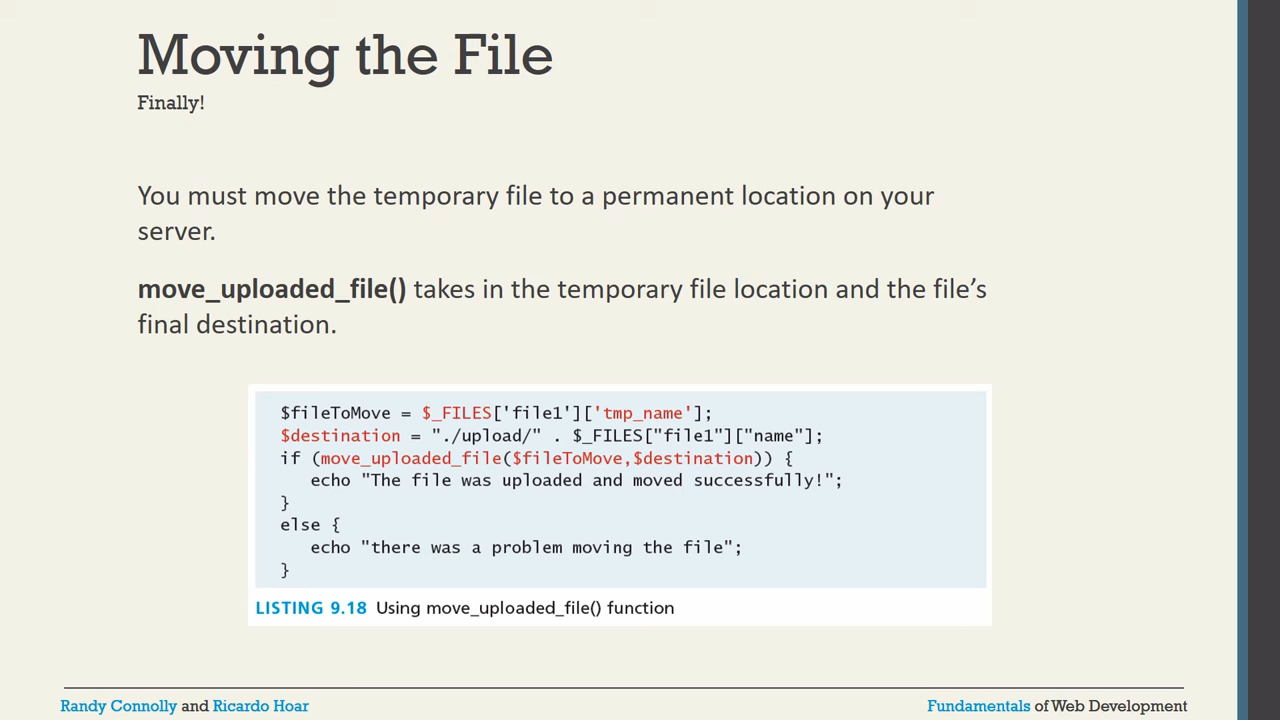 Moving the File
Finally!
You must move the temporary file to a permanent location on your
server.
move_uploaded_file() takes in the temporary file location and the file’s
final destination.
$fileToMove = $_FILES['file1']['tmp_name'];
$destination = "./upload/" . $_FILES["file1"]["name"];
if (move_uploaded_file($fileToMove,$destination)) {
   echo "The file was uploaded and moved successfully!";
}
else {
   echo "there was a problem moving the file";
}
LISTING 9.18 Using move_uploaded_file() function
Randy Connolly and Ricardo Hoar
Fundamentals of Web Development